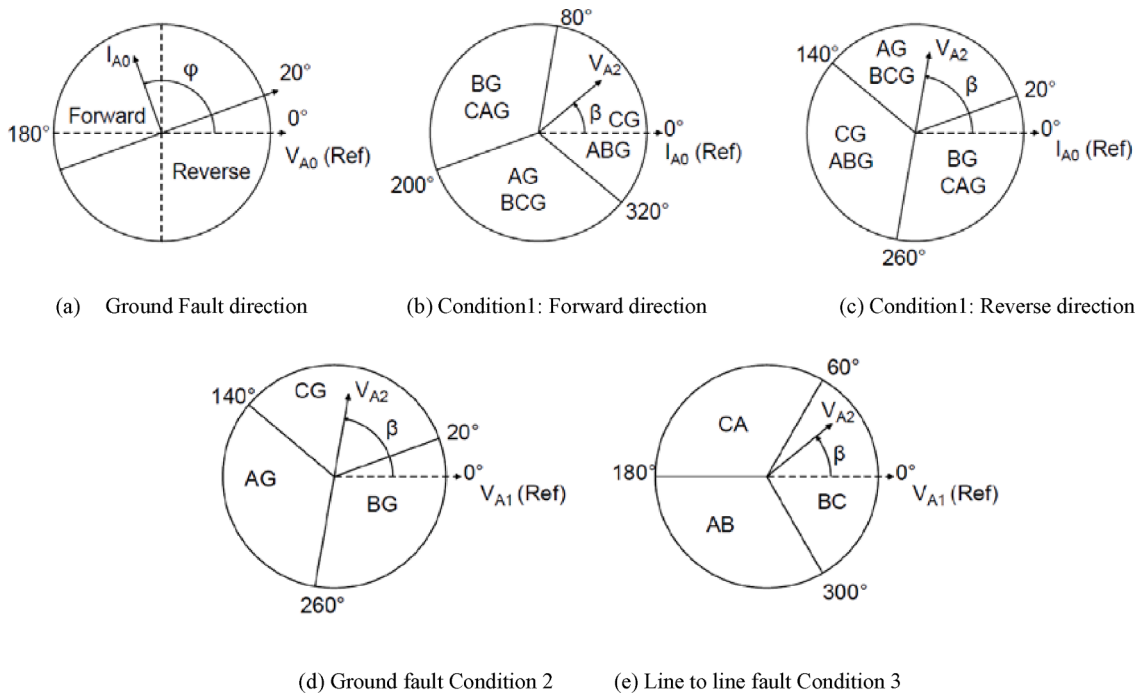 I_A0
φ
20°
0°
Forward
180°
V_A0 (Ref)
Reverse
(a) Ground Fault direction
80°
V_A2
BG
CAG
β
CG
0°
ABG
I_A0 (Ref)
AG
BCG
200°
320°
(b) Condition1: Forward direction
140°
AG
BCG
V_A2
β
20°
0°
I_A0 (Ref)
CG
ABG
BG
CAG
260°
(c) Condition1: Reverse direction
140°
CG
V_A2
β
20°
0°
AG
BG
V_A1 (Ref)
260°
(d) Ground fault Condition 2
60°
V_A2
CA
β
180°
0°
V_A1 (Ref)
BC
AB
300°
(e) Line to line fault Condition 3